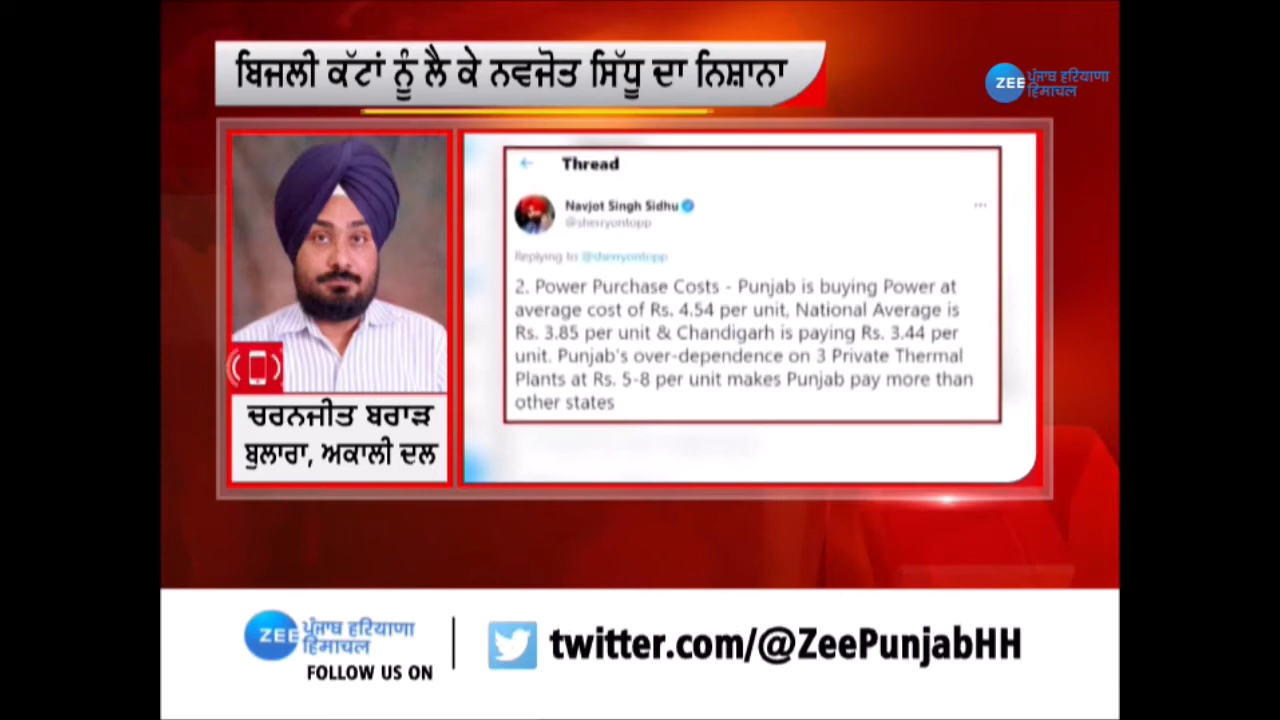 ਬਿਜਲੀ ਕੱਟਾਂ ਨੂੰ ਲੈ ਕੇ ਨਵਜੋਤ ਸਿੱਧੂ ਦਾ ਨਿਸ਼ਾਨਾ
ZEE ਪੰਜਾਬ ਹਰਿਆਣਾ
ਹਿਮਾਚਲ
Thread
Navjot Singh Sidhu
@sherryontopp
Replying to @sherryontopp
2. Power Purchase Costs - Punjab is buying Power at
average cost of Rs. 4.54 per unit, National Average is
Rs. 3.85 per unit & Chandigarh is paying Rs. 3.44 per
unit. Punjab's over-dependence on 3 Private Thermal
Plants at Rs. 5-8 per unit makes Punjab pay more than
other states
ਚਰਨਜੀਤ ਬਰਾੜ
ਬੁਲਾਰਾ, ਅਕਾਲੀ ਦਲ
ZEE ਪੰਜਾਬ ਹਰਿਆਣਾ
ਹਿਮਾਚਲ
FOLLOW US ON
twitter.com/@ZeePunjabHH